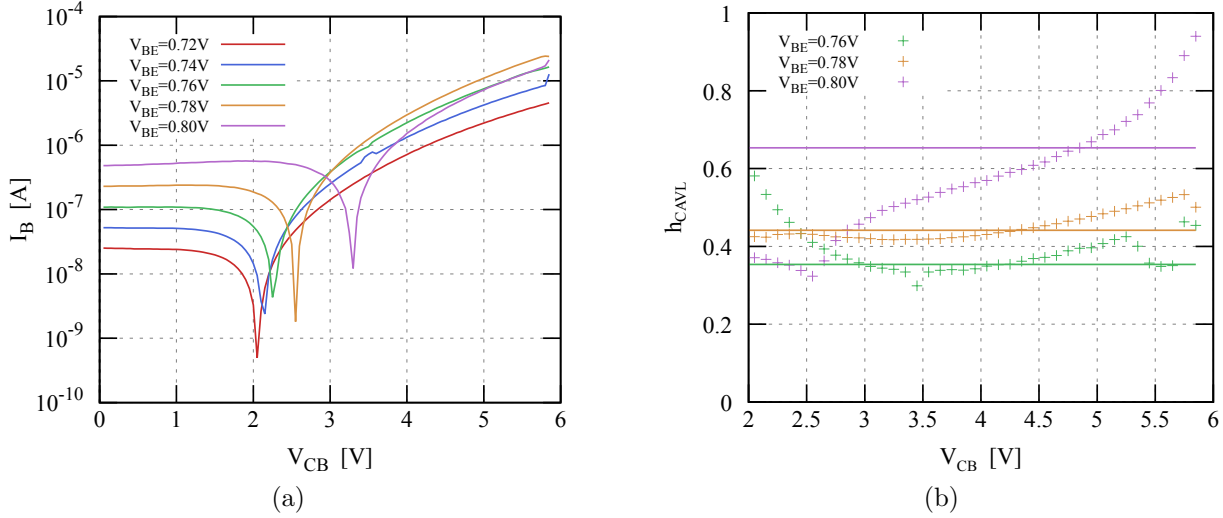 10^-4
10^-5
10^-6
10^-7
10^-8
10^-9
10^-10
I_B [A]
V_BE=0.72V
V_BE=0.74V
V_BE=0.76V
V_BE=0.78V
V_BE=0.80V
0 1 2 3 4 5 6
V_CB [V]
(a)
1
0.8
0.6
0.4
0.2
0
h_CAVL
V_BE=0.76V
V_BE=0.78V
V_BE=0.80V
2 2.5 3 3.5 4 4.5 5 5.5 6
V_CB [V]
(b)